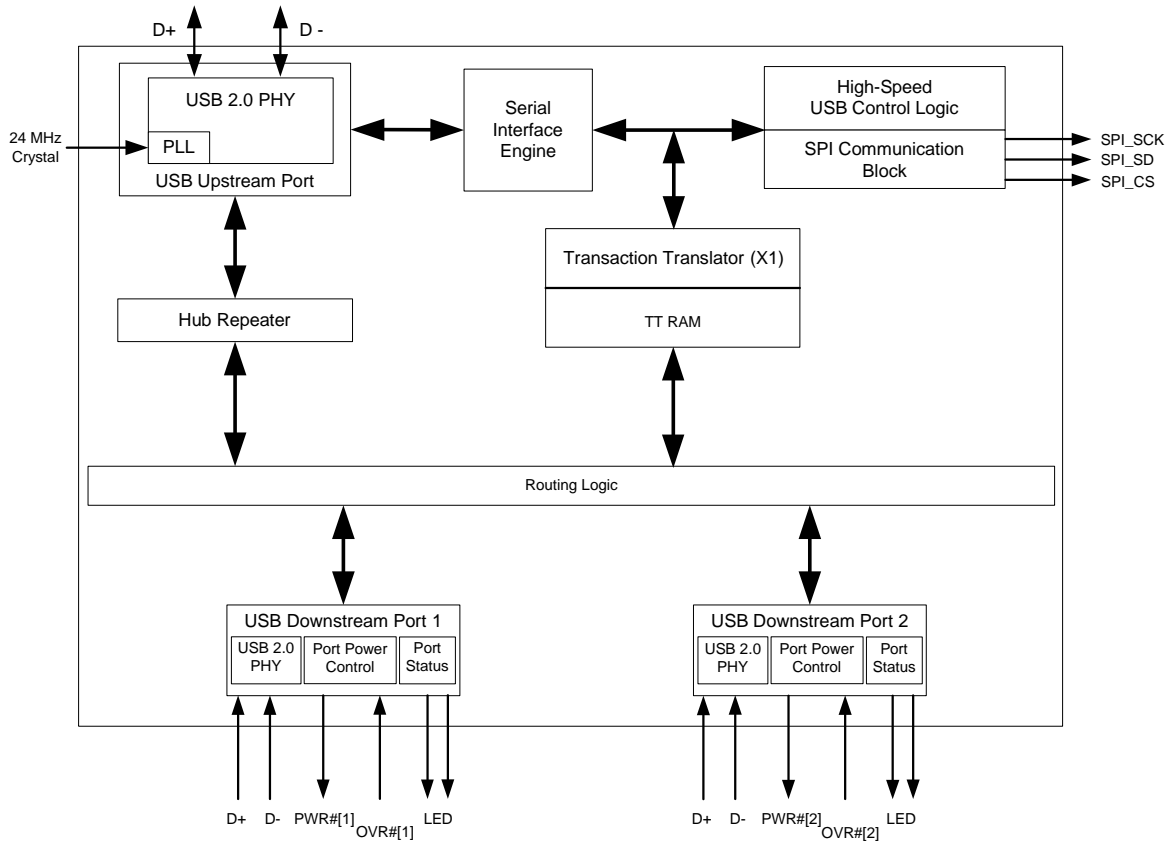 D+
D -
USB 2.0 PHY
PLL
USB Upstream Port
24 MHz
Crystal
Serial
Interface
Engine
High-Speed
USB Control Logic
SPI Communication
Block
SPI_SCK
SPI_SD
SPI_CS
Transaction Translator (X1)
TT RAM
Hub Repeater
Routing Logic
USB Downstream Port 1
USB 2.0
PHY
Port Power
Control
Port
Status
USB Downstream Port 2
USB 2.0
PHY
Port Power
Control
Port
Status
D+
D-
PWR#[1]
OVR#[1]
LED
D+
D-
PWR#[2]
OVR#[2]
LED